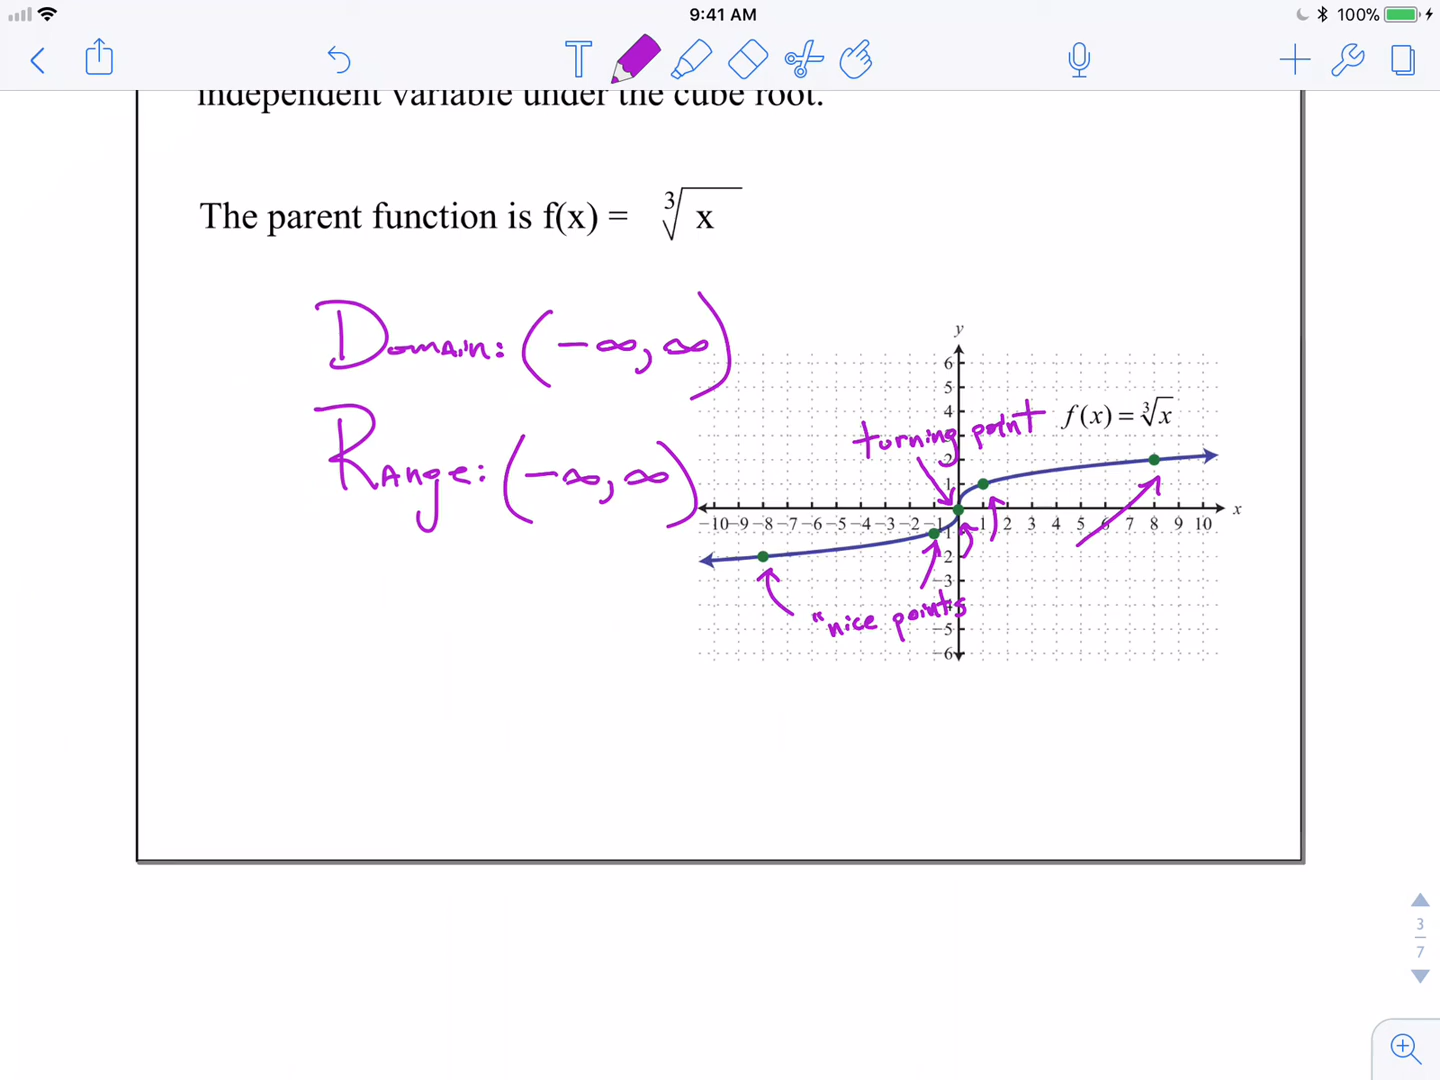 9:41 AM
100%
T
independent variable under the cube root.
The parent function is f(x) = ∛x
Domain: (-∞, ∞)
Range: (-∞, ∞)
y
6
5
4
f(x) = ∛x
turning point
2
1
-10 -9 -8 -7 -6 -5 -4 -3 -2 -1 1 2 3 4 5 6 7 8 9 10 x
1
2
-3
4
"nice points
-5
-6
3
7